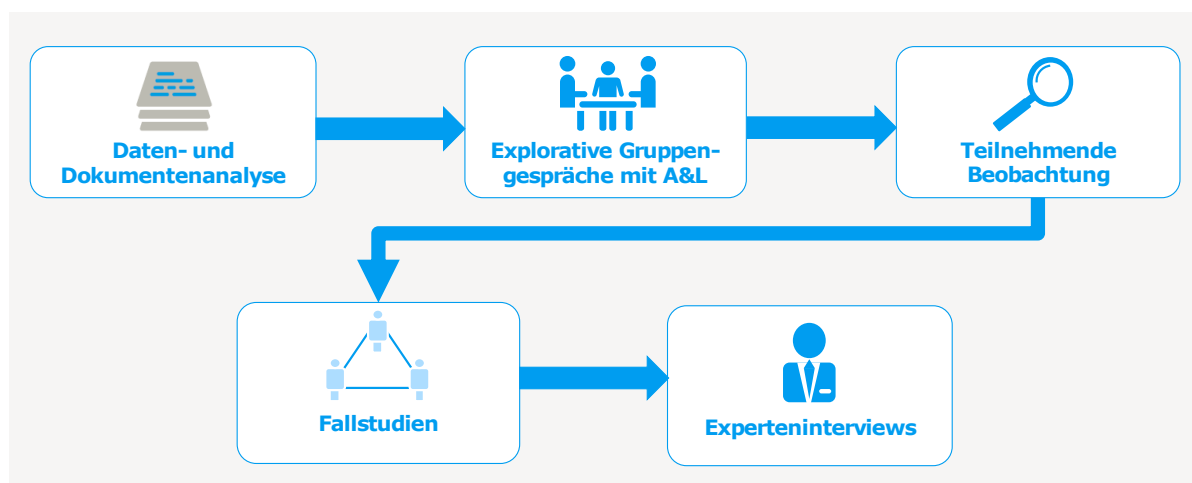 Daten- und
Dokumentenanalyse
Explorative Gruppen-
gespräche mit A&L
Teilnehmende
Beobachtung
Fallstudien
Experteninterviews